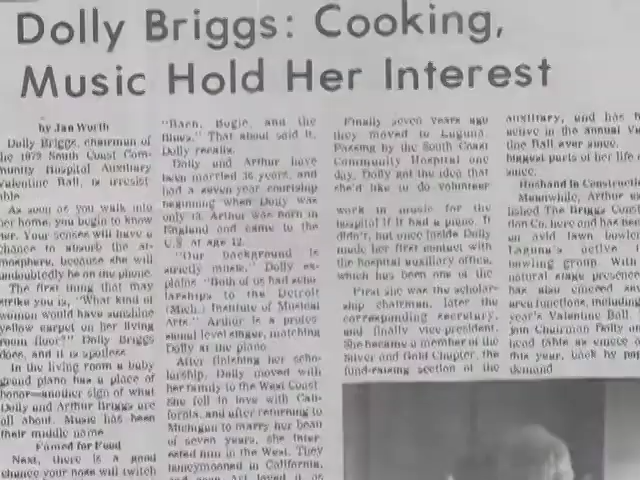 Dolly Briggs: Cooking,
Music Hold Her Interest
by Jan Worth
Dolly Briggs, chairman of
the 1972 South Coast Com-
munity Hospital Auxiliary
Valentine Ball, is irresist-
able.
As soon as you walk into
her home, you begin to know
her. Your senses will have a
chance to absorb the at-
mosphere, because she will
undoubtedly be on the phone.
The first thing that may
strike you is, "What kind of
woman would have sunshine
yellow carpet on her living
room floor?" Dolly Briggs
does, and it is spotless.
In the living room a baby
grand piano has a place of
honor—another sign of what
Dolly and Arthur Briggs are
all about. Music has been
their middle name.
Famed for Food
Next, there is a good
chance your nose will twitch
"Bach, Bogie, and the
Blues." That about said it,
Dolly recalls.
Dolly and Arthur have
been married 36 years, and
had a seven year courtship
beginning when Dolly was
only 13. Arthur was born in
England and came to the
U.S. at age 12.
"Our background is
strictly music," Dolly ex-
plains. "Both of us had scho-
larships to the Detroit
(Mich.) Institute of Musical
Arts." Arthur is a profes-
sional level singer, matching
Dolly at the piano.
After finishing her scho-
larship, Dolly moved with
her family to the West Coast.
She fell in love with Cali-
fornia, and after returning to
Michigan to marry her beau
of seven years, she inter-
ested him in the West. They
honeymooned in California,
and soon Art loved it as
Finally seven years ago
they moved to Laguna.
Passing by the South Coast
Community Hospital one
day, Dolly got the idea that
she'd like to do volunteer
work in music for the
hospital if it had a piano. It
didn't, but once inside Dolly
made her first contact with
the hospital auxiliary office,
which has been one of the
First she was the scholar-
ship chairman, later the
corresponding secretary,
and finally vice president.
She became a member of the
Silver and Gold Chapter, the
fund-raising section of the
auxiliary, and has
active in the annual
tine Ball ever since.
biggest parts of her life
since.
Husband in Constructi
Meanwhile, Arthur
lished The Briggs Const
tion Co. here and has been
an avid lawn bowler
Laguna's active
bowling group. With
natural stage presence
has also emceed
area functions, including
year's Valentine Ball.
join Chairman Dolly
head table as emcee
this year, back by pop
demand.